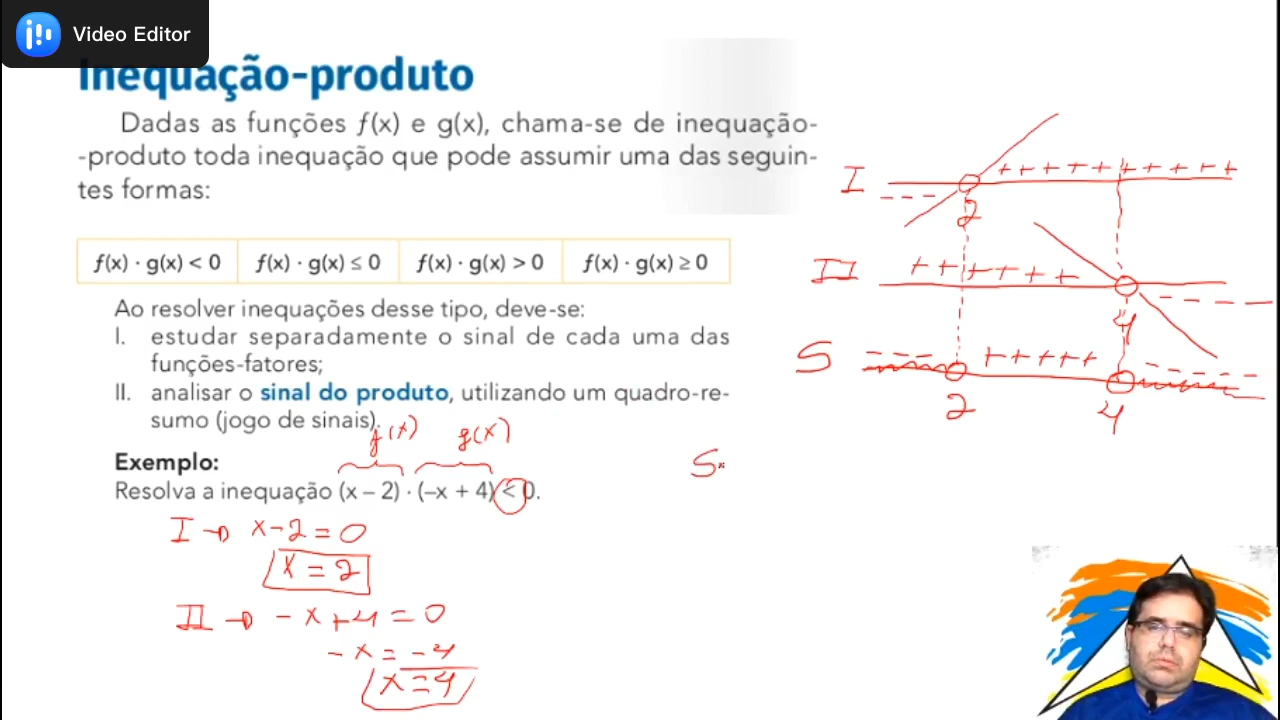 Video Editor
Inequação-produto
Dadas as funções f(x) e g(x), chama-se de inequação-
-produto toda inequação que pode assumir uma das seguin-
tes formas:
f(x) · g(x) < 0 f(x) · g(x) ≤ 0 f(x) · g(x) > 0 f(x) · g(x) ≥ 0
Ao resolver inequações desse tipo, deve-se:
I. estudar separadamente o sinal de cada uma das
funções-fatores;
II. analisar o sinal do produto, utilizando um quadro-re-
sumo (jogo de sinais).
f(x) g(x)
Exemplo:
Resolva a inequação (x – 2) · (–x + 4) < 0.
I → x - 2 = 0
x = 2
II → - x + 4 = 0
- x = - 4
x = 4
I - - - + + + + + + + + + + +
2
II + + + + + + + - - - - -
4
S - - - - + + + + + - - - - - -
2 4
S